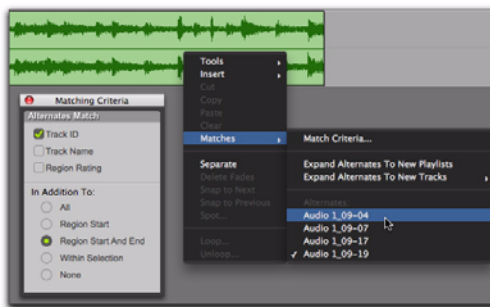 Tools
Insert
Cut
Copy
Paste
Clear
Matches
Separate
Delete Fades
Snap to Next
Snap to Previous
Spot...
Loop...
Unloop...
Match Criteria...
Expand Alternates To New Playlists
Expand Alternates To New Tracks
Alternates:
Audio 1_09-04
Audio 1_09-07
Audio 1_09-17
✓ Audio 1_09-19
Matching Criteria
Alternates Match
Track ID
Track Name
Region Rating
In Addition To:
All
Region Start
Region Start And End
Within Selection
None